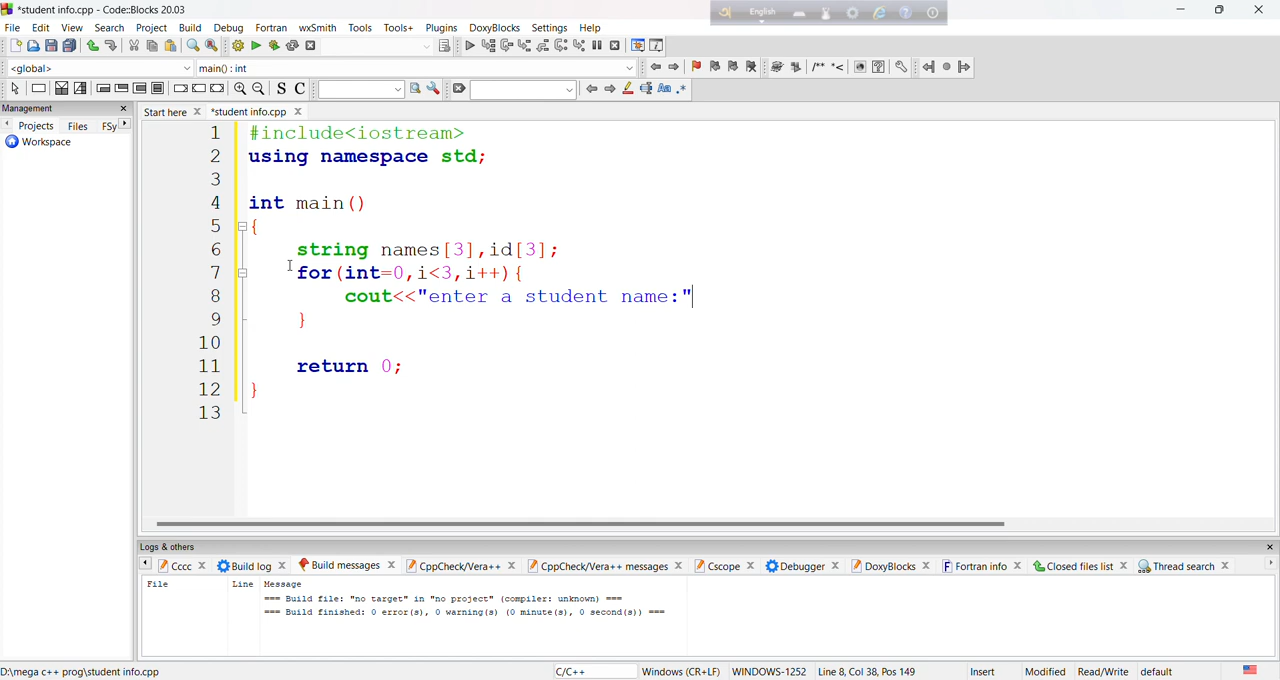 *student info.cpp - Code::Blocks 20.03
English
File Edit View Search Project Build Debug Fortran wxSmith Tools Tools+ Plugins DoxyBlocks Settings Help
<global> main() : int /** *<
S C Aa .*
Management
Projects Files FSy
Workspace
Start here *student info.cpp
1 #include<iostream>
2 using namespace std;
3
4 int main()
5 {
6 string names[3],id[3];
7 for(int=0,i<3,i++){
8 cout<<"enter a student name:"
9 }
10
11 return 0;
12 }
13
Logs & others
Cccc Build log Build messages CppCheck/Vera++ CppCheck/Vera++ messages Cscope Debugger DoxyBlocks Fortran info Closed files list Thread search
File Line Message
=== Build file: "no target" in "no project" (compiler: unknown) ===
=== Build finished: 0 error(s), 0 warning(s) (0 minute(s), 0 second(s)) ===
D:\mega c++ prog\student info.cpp C/C++ Windows (CR+LF) WINDOWS-1252 Line 8, Col 38, Pos 149 Insert Modified Read/Write default